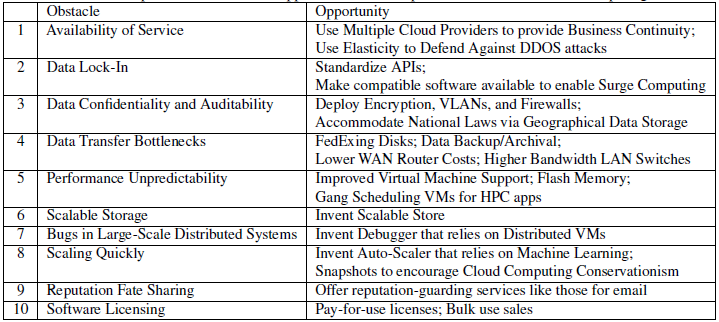 Obstacle Opportunity
1 Availability of Service Use Multiple Cloud Providers to provide Business Continuity;
Use Elasticity to Defend Against DDOS attacks
2 Data Lock-In Standardize APIs;
Make compatible software available to enable Surge Computing
3 Data Confidentiality and Auditability Deploy Encryption, VLANs, and Firewalls;
Accommodate National Laws via Geographical Data Storage
4 Data Transfer Bottlenecks FedExing Disks; Data Backup/Archival;
Lower WAN Router Costs; Higher Bandwidth LAN Switches
5 Performance Unpredictability Improved Virtual Machine Support; Flash Memory;
Gang Scheduling VMs for HPC apps
6 Scalable Storage Invent Scalable Store
7 Bugs in Large-Scale Distributed Systems Invent Debugger that relies on Distributed VMs
8 Scaling Quickly Invent Auto-Scaler that relies on Machine Learning;
Snapshots to encourage Cloud Computing Conservationism
9 Reputation Fate Sharing Offer reputation-guarding services like those for email
10 Software Licensing Pay-for-use licenses; Bulk use sales